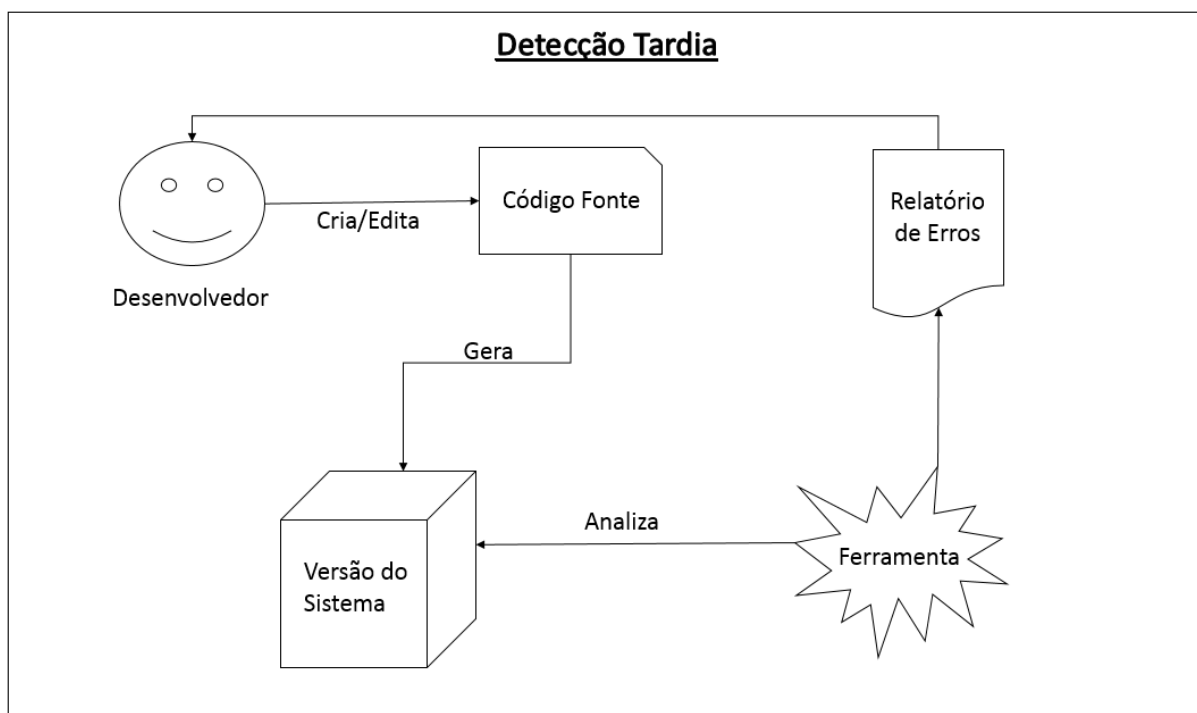 Detecção Tardia
Código Fonte
Relatório
de Erros
Cria/Edita
Desenvolvedor
Gera
Analiza
Versão do
Sistema
Ferramenta